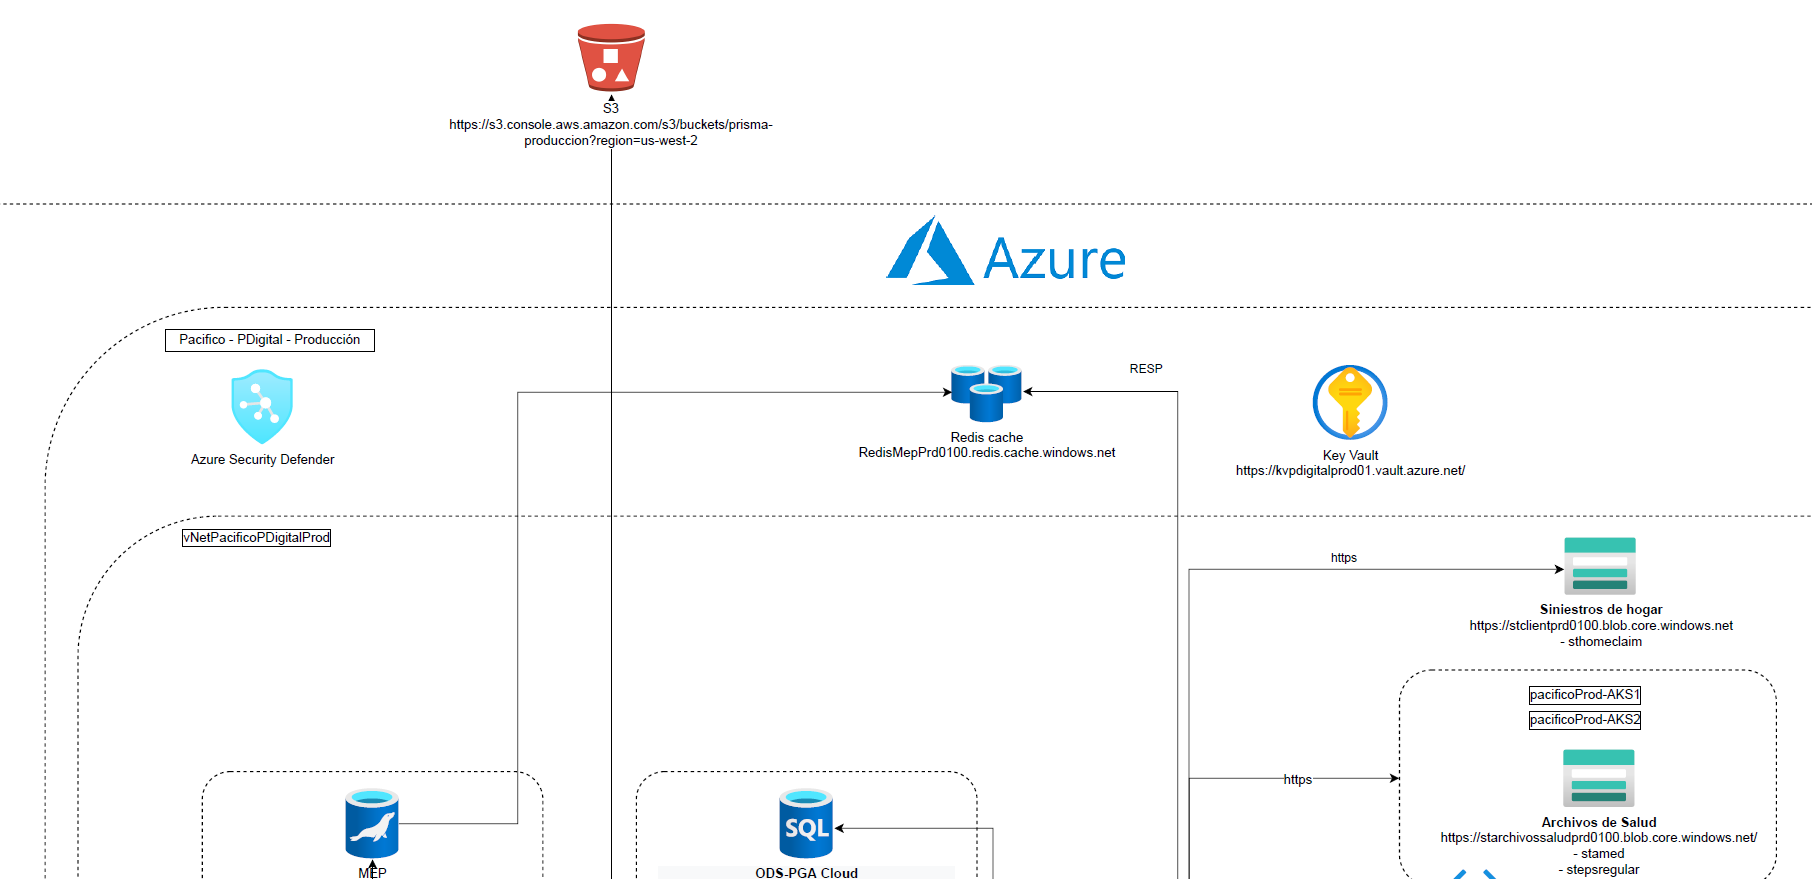 S3
https://s3.console.aws.amazon.com/s3/buckets/prisma-
produccion?region=us-west-2
Azure
Pacifico - PDigital - Producción
Azure Security Defender
RESP
Redis cache
RedisMepPrd0100.redis.cache.windows.net
Key Vault
https://kvpdigitalprod01.vault.azure.net/
vNetPacificoPDigitalProd
https
Siniestros de hogar
https://stclientprd0100.blob.core.windows.net
- sthomeclaim
pacificoProd-AKS1
pacificoProd-AKS2
https
Archivos de Salud
https://starchivossaludprd0100.blob.core.windows.net/
- stamed
- stepsregular
MEP
SQL
ODS-PGA Cloud